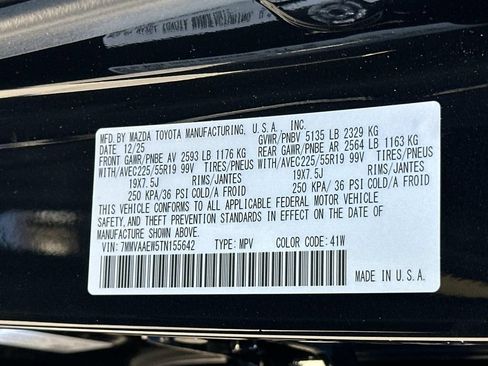 MFD. BY MAZDA TOYOTA MANUFACTURING, U.S.A. INC.
DATE 12/25 GVWR/PNBV 5135 LB 2329 KG
FRONT GAWR/PNBE AV 2593 LB 1176 KG REAR GAWR/PNBE AR 2564 LB 1163 KG
WITH/AVEC225/55R19 99V TIRES/PNEUS WITH/AVEC225/55R19 99V TIRES/PNEUS
19X7.5J RIMS/JANTES 19X7.5J RIMS/JANTES
250 KPA/ 36 PSI COLD/A FROID 250 KPA/ 36 PSI COLD/A FROID
THIS VEHICLE CONFORMS TO ALL APPLICABLE FEDERAL MOTOR VEHICLE
SAFETY, AND THEFT PREVENTION STANDARDS IN EFFECT ON THE DATE OF
MANUFACTURE SHOWN ABOVE.
VIN: 7MMVAAEW5TN155642 TYPE: MPV COLOR CODE: 41W
MADE IN U.S.A.